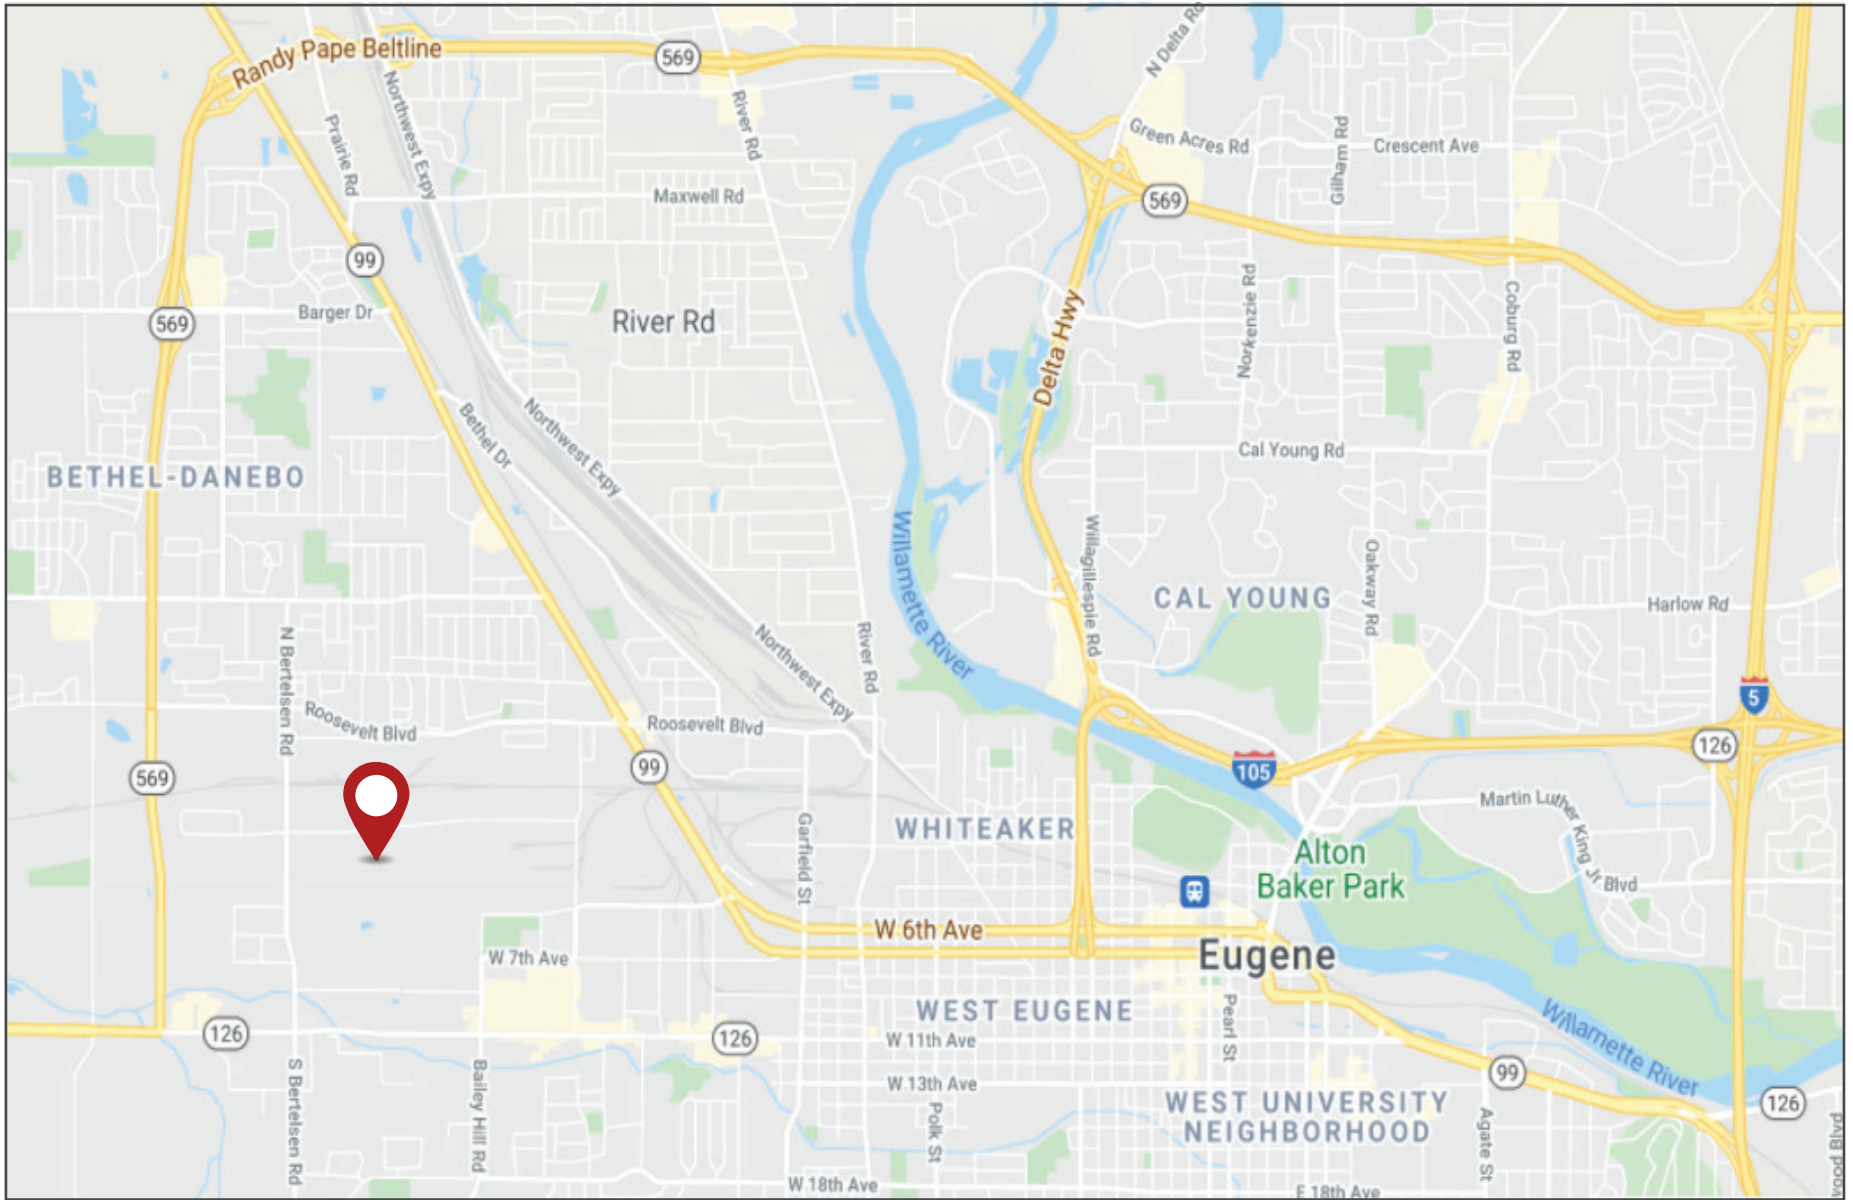 N Delta Rd
Randy Pape Beltline
569
Northwest Expy
River Rd
Prairie Rd
Green Acres Rd
Gilham Rd
Crescent Ave
Maxwell Rd
569
99
Barger Dr
569
River Rd
Norkenzie Rd
Coburg Rd
Delta Hwy
Bethel Dr
Northwest Expy
Cal Young Rd
BETHEL-DANEBO
Willamette River
Willagillespie Rd
Oakway Rd
CAL YOUNG
Harlow Rd
N Bertelsen Rd
River Rd
Northwest Expy
5
Roosevelt Blvd
Roosevelt Blvd
126
99
105
569
Martin Luther King Jr Blvd
Garfield St
WHITEAKER
Alton
Baker Park
W 6th Ave
Eugene
W 7th Ave
WEST EUGENE
Pearl St
Willamette River
126
126
W 11th Ave
S Bertelsen Rd
Bailey Hill Rd
W 13th Ave
99
WEST UNIVERSITY
NEIGHBORHOOD
126
Polk St
Agate St
W 18th Ave
E 18th Ave